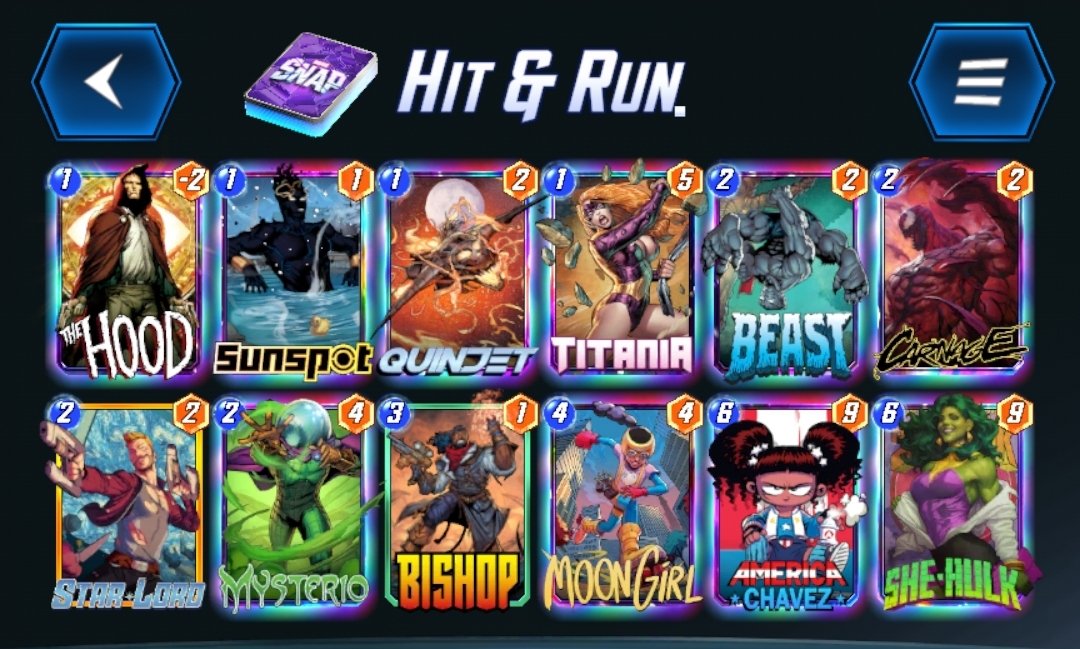 SNAP
HIT & RUN.
1 -2 1 1 1 2 1 5 2 2 2 2
THE HOOD SUNSPOT QUINJET TITANIA BEAST CARNAGE
2 2 2 4 3 1 4 4 6 9 6 9
STAR-LORD MYSTERIO BISHOP MOON GIRL AMERICA CHAVEZ SHE-HULK